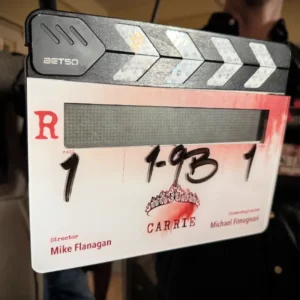 BETSO
R
1 1-9B 1
CARRIE
Director
Mike Flanagan
Cinematographer
Michael Fimognari